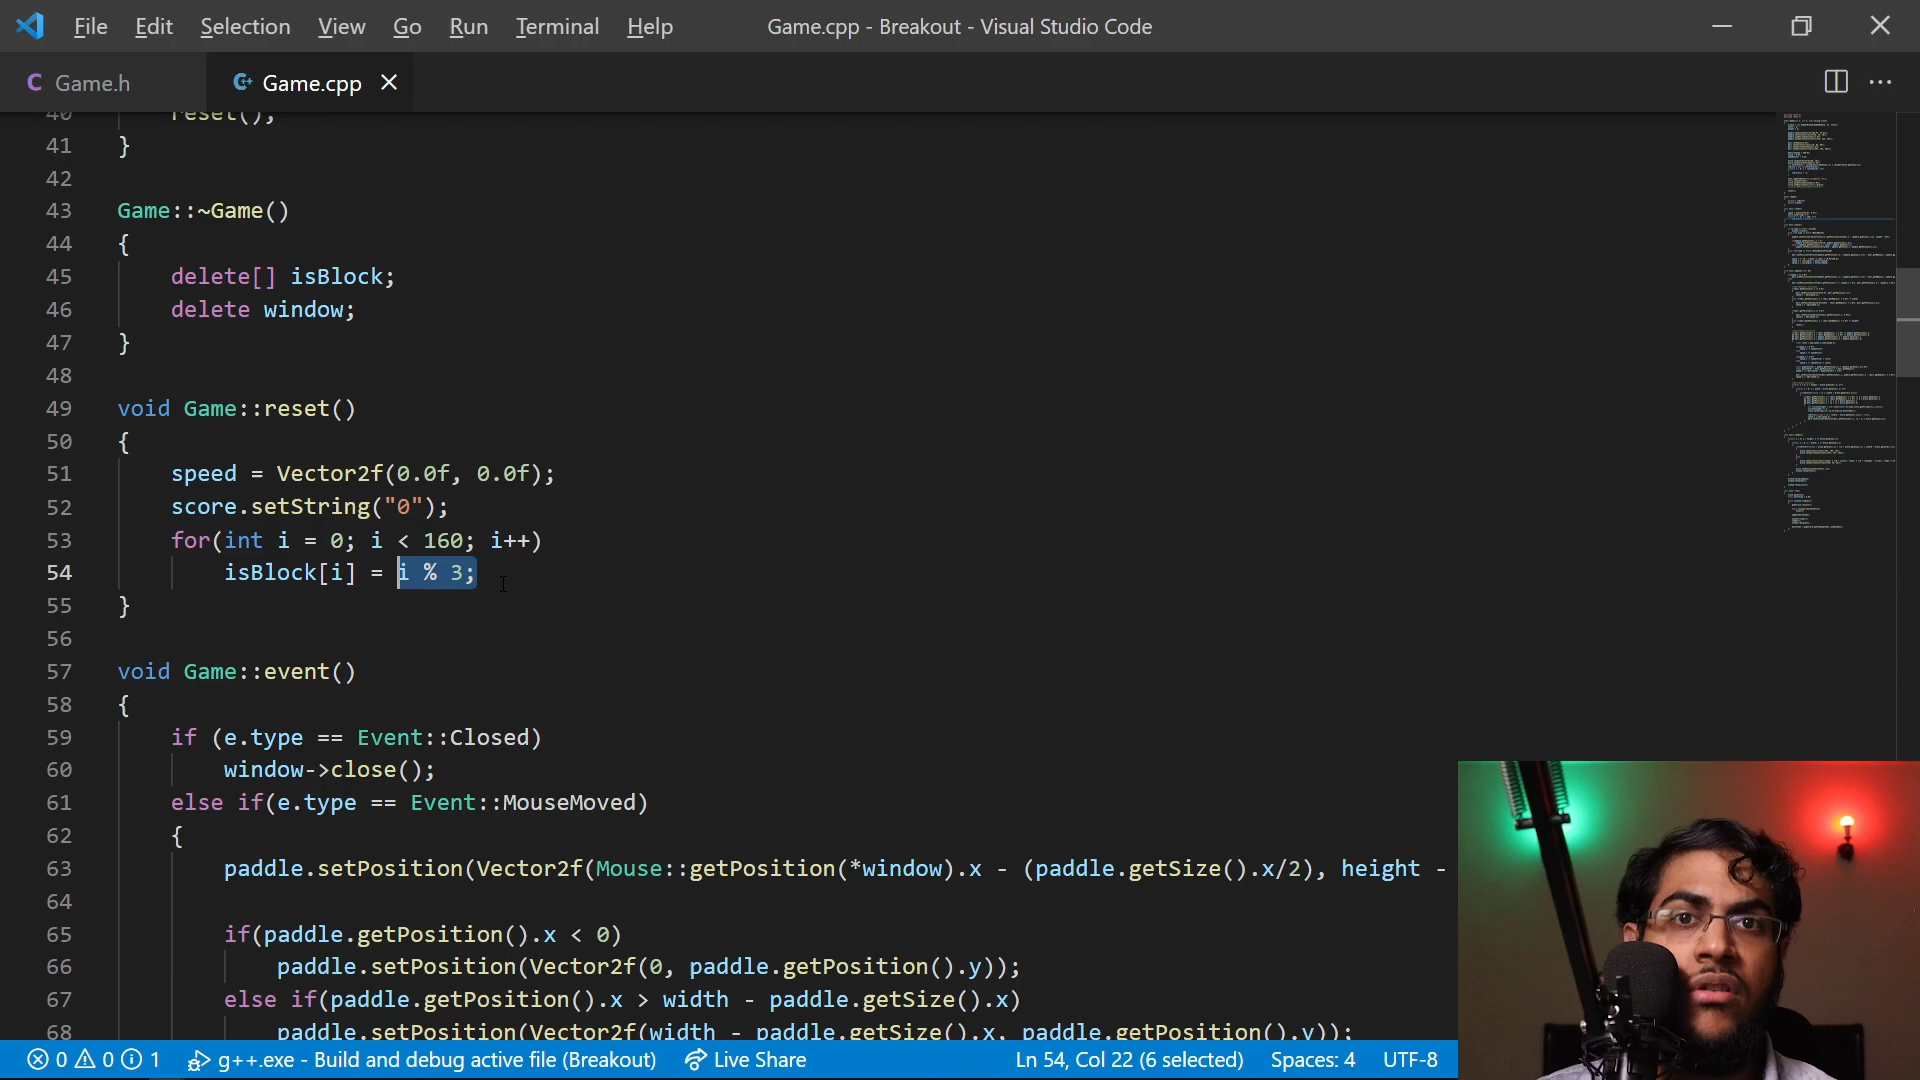 File Edit Selection View Go Run Terminal Help Game.cpp - Breakout - Visual Studio Code
Game.h Game.cpp
40 reset();
41 }
42
43 Game::~Game()
44 {
45 delete[] isBlock;
46 delete window;
47 }
48
49 void Game::reset()
50 {
51 speed = Vector2f(0.0f, 0.0f);
52 score.setString("0");
53 for(int i = 0; i < 160; i++)
54 isBlock[i] = i % 3;
55 }
56
57 void Game::event()
58 {
59 if (e.type == Event::Closed)
60 window->close();
61 else if(e.type == Event::MouseMoved)
62 {
63 paddle.setPosition(Vector2f(Mouse::getPosition(*window).x - (paddle.getSize().x/2), height -
64
65 if(paddle.getPosition().x < 0)
66 paddle.setPosition(Vector2f(0, paddle.getPosition().y));
67 else if(paddle.getPosition().x > width - paddle.getSize().x)
68 paddle.setPosition(Vector2f(width - paddle.getSize().x, paddle.getPosition().y));
0 0 1 g++.exe - Build and debug active file (Breakout) Live Share Ln 54, Col 22 (6 selected) Spaces: 4 UTF-8